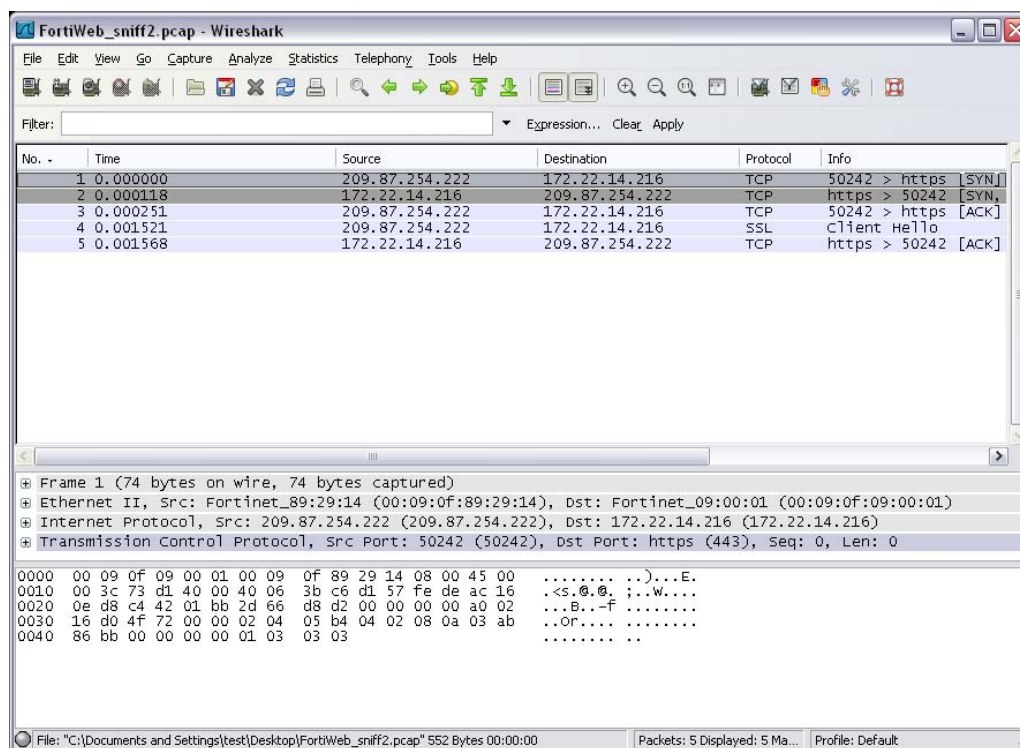 FortiWeb_sniff2.pcap - Wireshark
File Edit View Go Capture Analyze Statistics Telephony Tools Help
Filter: Expression... Clear Apply
No. - Time Source Destination Protocol Info
1 0.000000 209.87.254.222 172.22.14.216 TCP 50242 > https [SYN]
2 0.000118 172.22.14.216 209.87.254.222 TCP https > 50242 [SYN,
3 0.000251 209.87.254.222 172.22.14.216 TCP 50242 > https [ACK]
4 0.001521 209.87.254.222 172.22.14.216 SSL Client Hello
5 0.001568 172.22.14.216 209.87.254.222 TCP https > 50242 [ACK]
Frame 1 (74 bytes on wire, 74 bytes captured)
Ethernet II, Src: Fortinet_89:29:14 (00:09:0f:89:29:14), Dst: Fortinet_09:00:01 (00:09:0f:09:00:01)
Internet Protocol, Src: 209.87.254.222 (209.87.254.222), Dst: 172.22.14.216 (172.22.14.216)
Transmission Control Protocol, Src Port: 50242 (50242), Dst Port: https (443), Seq: 0, Len: 0
0000 00 09 0f 09 00 01 00 09 0f 89 29 14 08 00 45 00 ........ ..)...E.
0010 00 3c 73 d1 40 00 40 06 3b c6 d1 57 fe de ac 16 .<s.@.@. ;..W....
0020 0e d8 c4 42 01 bb 2d 66 d8 d2 00 00 00 00 a0 02 ...B..-f ........
0030 16 d0 4f 72 00 00 02 04 05 b4 04 02 08 0a 03 ab ..Or.... ........
0040 86 bb 00 00 00 00 01 03 03 03 ........ ..
File: "C:\Documents and Settings\test\Desktop\FortiWeb_sniff2.pcap" 552 Bytes 00:00:00 Packets: 5 Displayed: 5 Ma... Profile: Default